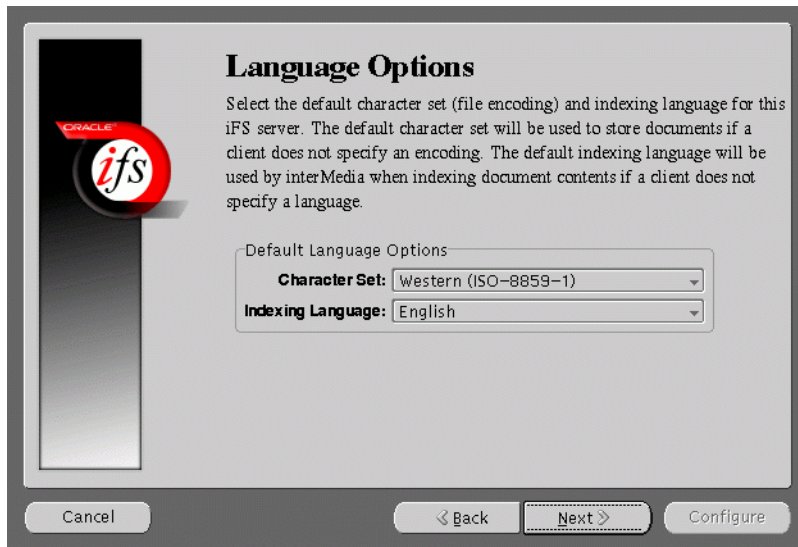 Language Options
Select the default character set (file encoding) and indexing language for this
iFS server. The default character set will be used to store documents if a
client does not specify an encoding. The default indexing language will be
used by interMedia when indexing document contents if a client does not
specify a language.
ORACLE
ifs
Default Language Options
Character Set: Western (ISO-8859-1)
Indexing Language: English
Cancel
Back
Next
Configure